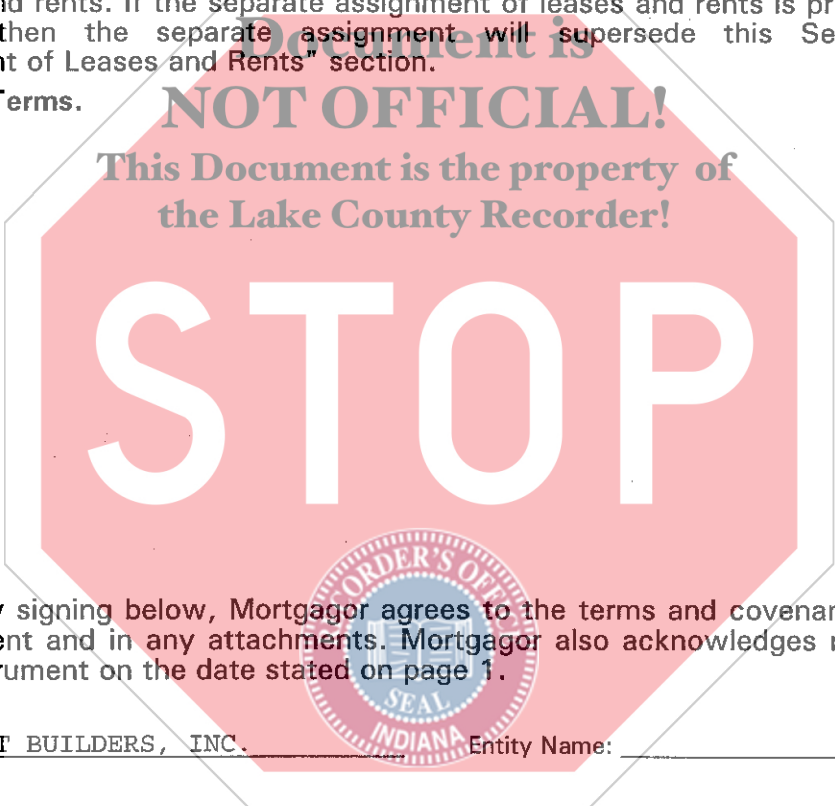 nd rents. If the separate assignment of leases and rents is pr
then the separate assignment will supersede this Se
nt of Leases and Rents" section.
Document is
Terms.
NOT OFFICIAL!
This Document is the property of
the Lake County Recorder!
STOP
RECORDER'S OFFICE
signing below, Mortgagor agrees to the terms and covenan
ent and in any attachments. Mortgagor also acknowledges
rument on the date stated on page 1.
SEAL
INDIANA
T BUILDERS, INC. Entity Name: